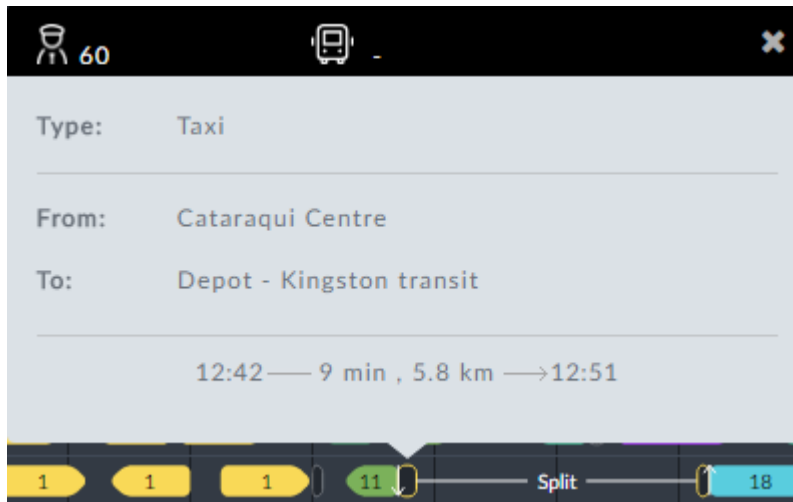 60 -
Type: Taxi
From: Cataraqui Centre
To: Depot - Kingston transit
12:42 9 min , 5.8 km 12:51
1 1 1 11 Split 18